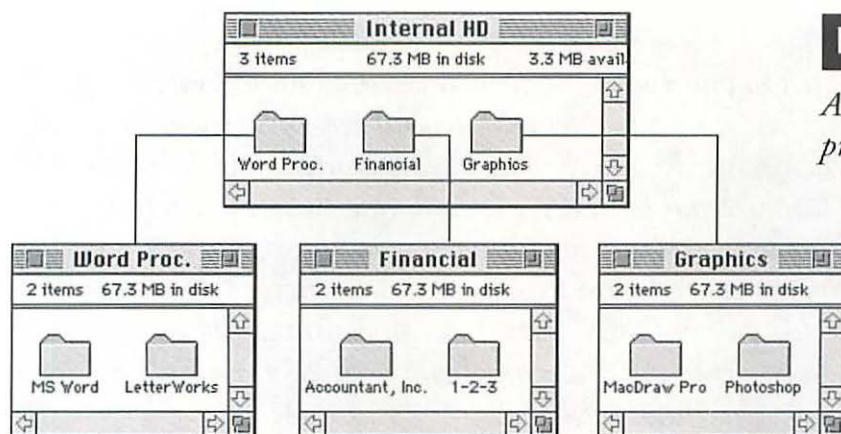 Internal HD
3 items 67.3 MB in disk 3.3 MB avail
Word Proc. Financial Graphics
Word Proc.
2 items 67.3 MB in disk
MS Word LetterWorks
Financial
2 items 67.3 MB in disk
Accountant, Inc. 1-2-3
Graphics
2 items 67.3 MB in disk
MacDraw Pro Photoshop